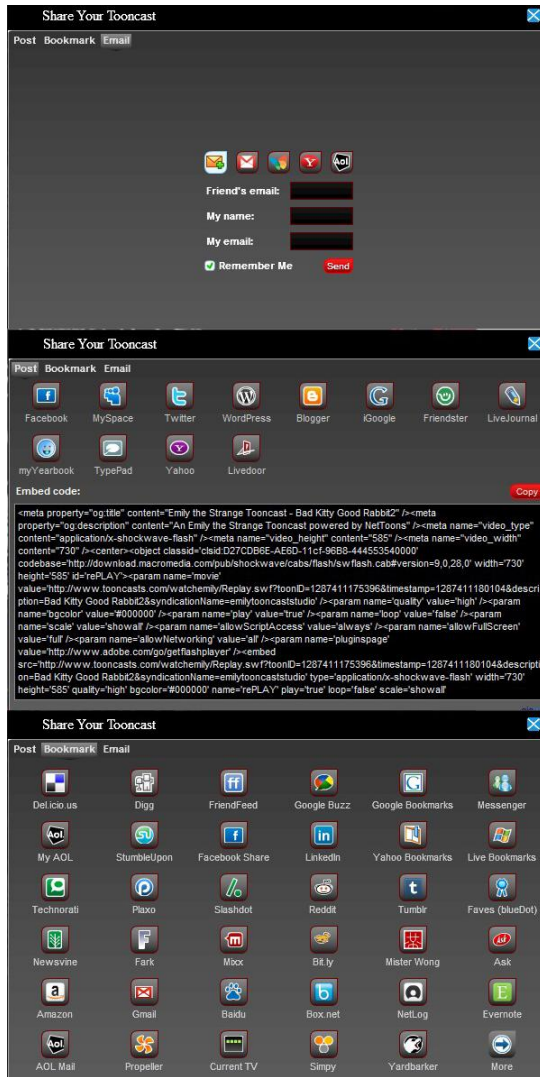 Share Your Tooncast
Post Bookmark Email
Aol
Friend's email:
My name:
My email:
Remember Me Send
Share Your Tooncast
Post Bookmark Email
Facebook MySpace Twitter WordPress Blogger iGoogle Friendster LiveJournal
myYearbook TypePad Yahoo Livedoor
Embed code: Copy
<meta property="og:title" content="Emily the Strange Tooncast - Bad Kitty Good Rabbit2" /><meta
property="og:description" content="An Emily the Strange Tooncast powered by NetToons" /><meta name="video_type"
content="application/x-shockwave-flash" /><meta name="video_height" content="585" /><meta name="video_width"
content="730" /><center><object classid='clsid:D27CDB6E-AE6D-11cf-96B8-444553540000'
codebase='http://download.macromedia.com/pub/shockwave/cabs/flash/swflash.cab#version=9,0,28,0' width='730'
height='585' id='rePLAY'><param name='movie'
value='http://www.tooncasts.com/watchemily/Replay.swf?toonID=1287411175396&timestamp=1287411180104&descri
ption=Bad Kitty Good Rabbit2&syndicationName=emilytooncaststudio' /><param name='quality' value='high' /><param
name='bgcolor' value='#000000' /><param name='play' value='true' /><param name='loop' value='false' /><param
name='scale' value='showall' /><param name='allowScriptAccess' value='always' /><param name='allowFullScreen'
value='full' /><param name='allowNetworking' value='all' /><param name='pluginspage'
value='http://www.adobe.com/go/getflashplayer' /><embed
src='http://www.tooncasts.com/watchemily/Replay.swf?toonID=1287411175396&timestamp=1287411180104&descripti
on=Bad Kitty Good Rabbit2&syndicationName=emilytooncaststudio' type='application/x-shockwave-flash' width='730'
height='585' quality='high' bgcolor='#000000' name='rePLAY' play='true' loop='false' scale='showall'
Share Your Tooncast
Post Bookmark Email
Del.icio.us Digg FriendFeed Google Buzz Google Bookmarks Messenger
My AOL StumbleUpon Facebook Share LinkedIn Yahoo Bookmarks Live Bookmarks
Technorati Plaxo Slashdot Reddit Tumblr Faves (blueDot)
Newsvine Fark Mixx Bit.ly Mister Wong Ask
Amazon Gmail Baidu Box.net NetLog Evernote
AOL Mail Propeller Current TV Simpy Yardbarker More